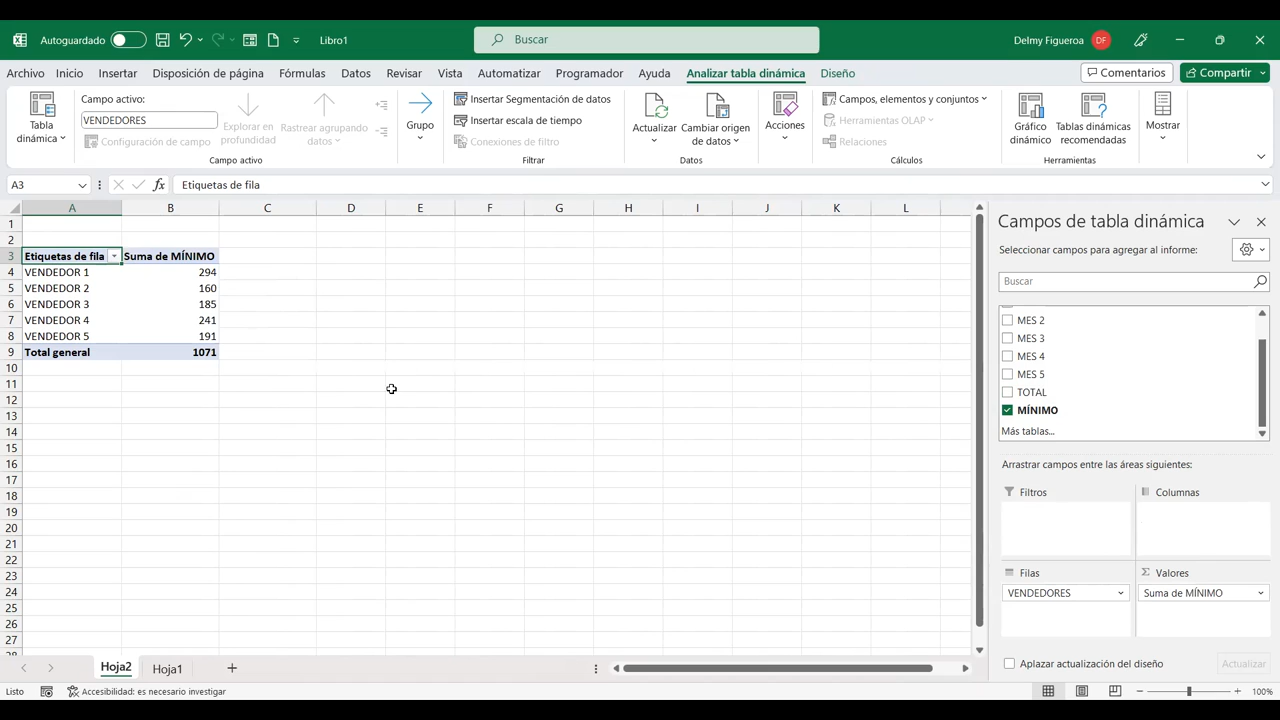 Autoguardado
Libro1
Buscar
Delmy Figueroa
DF
Archivo Inicio Insertar Disposición de página Fórmulas Datos Revisar Vista Automatizar Programador Ayuda Analizar tabla dinámica Diseño
Comentarios
Compartir
Tabla dinámica
Campo activo:
VENDEDORES
Configuración de campo
Explorar en profundidad
Rastrear agrupando datos
Campo activo
Grupo
Insertar Segmentación de datos
Insertar escala de tiempo
Conexiones de filtro
Filtrar
Actualizar
Cambiar origen de datos
Datos
Acciones
Campos, elementos y conjuntos
Herramientas OLAP
Relaciones
Cálculos
Gráfico dinámico
Tablas dinámicas recomendadas
Herramientas
Mostrar
A3
fx
Etiquetas de fila
A B C D E F G H I J K L
1
2
3 Etiquetas de fila Suma de MÍNIMO
4 VENDEDOR 1 294
5 VENDEDOR 2 160
6 VENDEDOR 3 185
7 VENDEDOR 4 241
8 VENDEDOR 5 191
9 Total general 1071
10
11
12
13
14
15
16
17
18
19
20
21
22
23
24
25
26
27
Campos de tabla dinámica
Seleccionar campos para agregar al informe:
Buscar
MES 2
MES 3
MES 4
MES 5
TOTAL
MÍNIMO
Más tablas...
Arrastrar campos entre las áreas siguientes:
Filtros
Columnas
Filas
Σ Valores
VENDEDORES
Suma de MÍNIMO
Aplazar actualización del diseño
Actualizar
Hoja2 Hoja1
Listo
Accesibilidad: es necesario investigar
100%